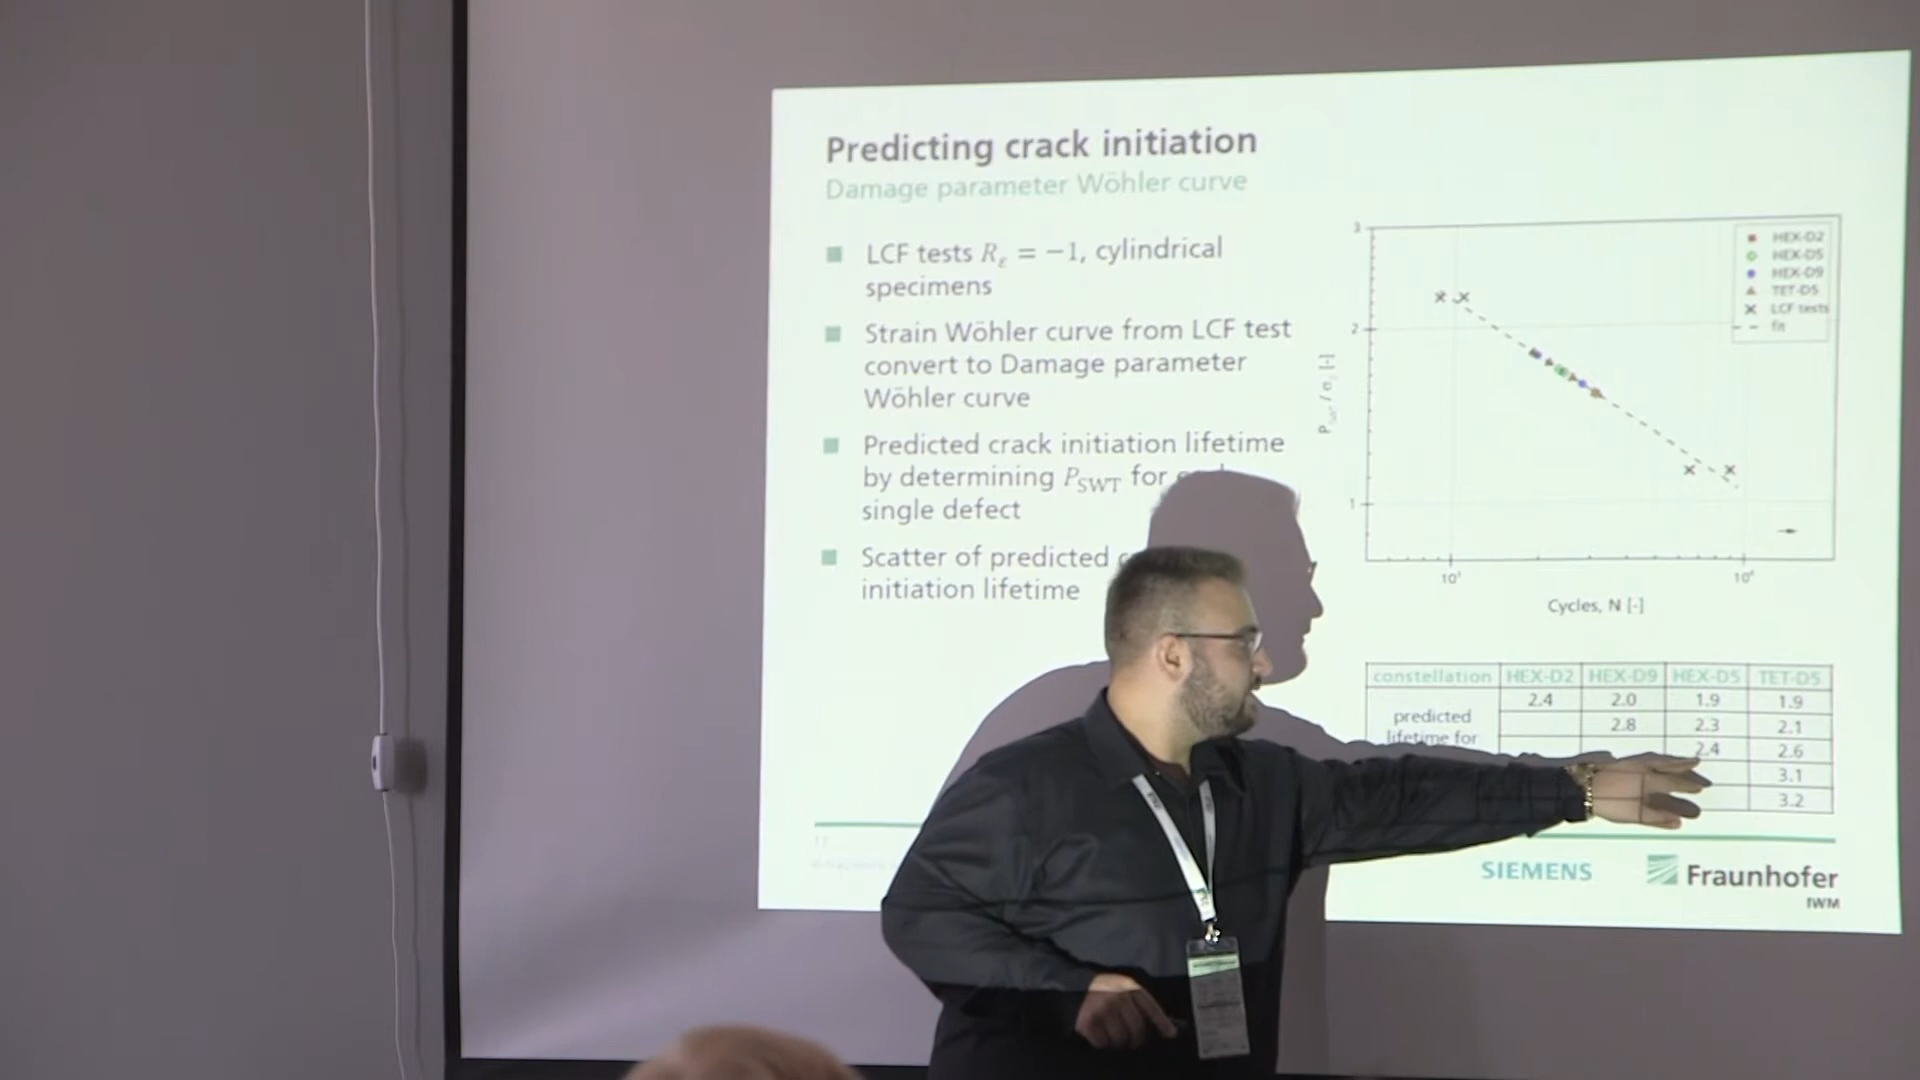 Predicting crack initiation
Damage parameter Wöhler curve
LCF tests Rε = −1, cylindrical
specimens
Strain Wöhler curve from LCF test
convert to Damage parameter
Wöhler curve
Predicted crack initiation lifetime
by determining PSWT for
single defect
Scatter of predicted
initiation lifetime
3
2
1
HEX-D2
HEX-D5
HEX-D9
TET-D5
LCF tests
fit
Cycles, N [-]
constellation HEX-D2 HEX-D9 HEX-D5 TET-D5
predicted 2.4 2.0 1.9 1.9
lifetime for 2.8 2.3 2.1
2.4 2.6
3.1
3.2
SIEMENS
Fraunhofer
IWM